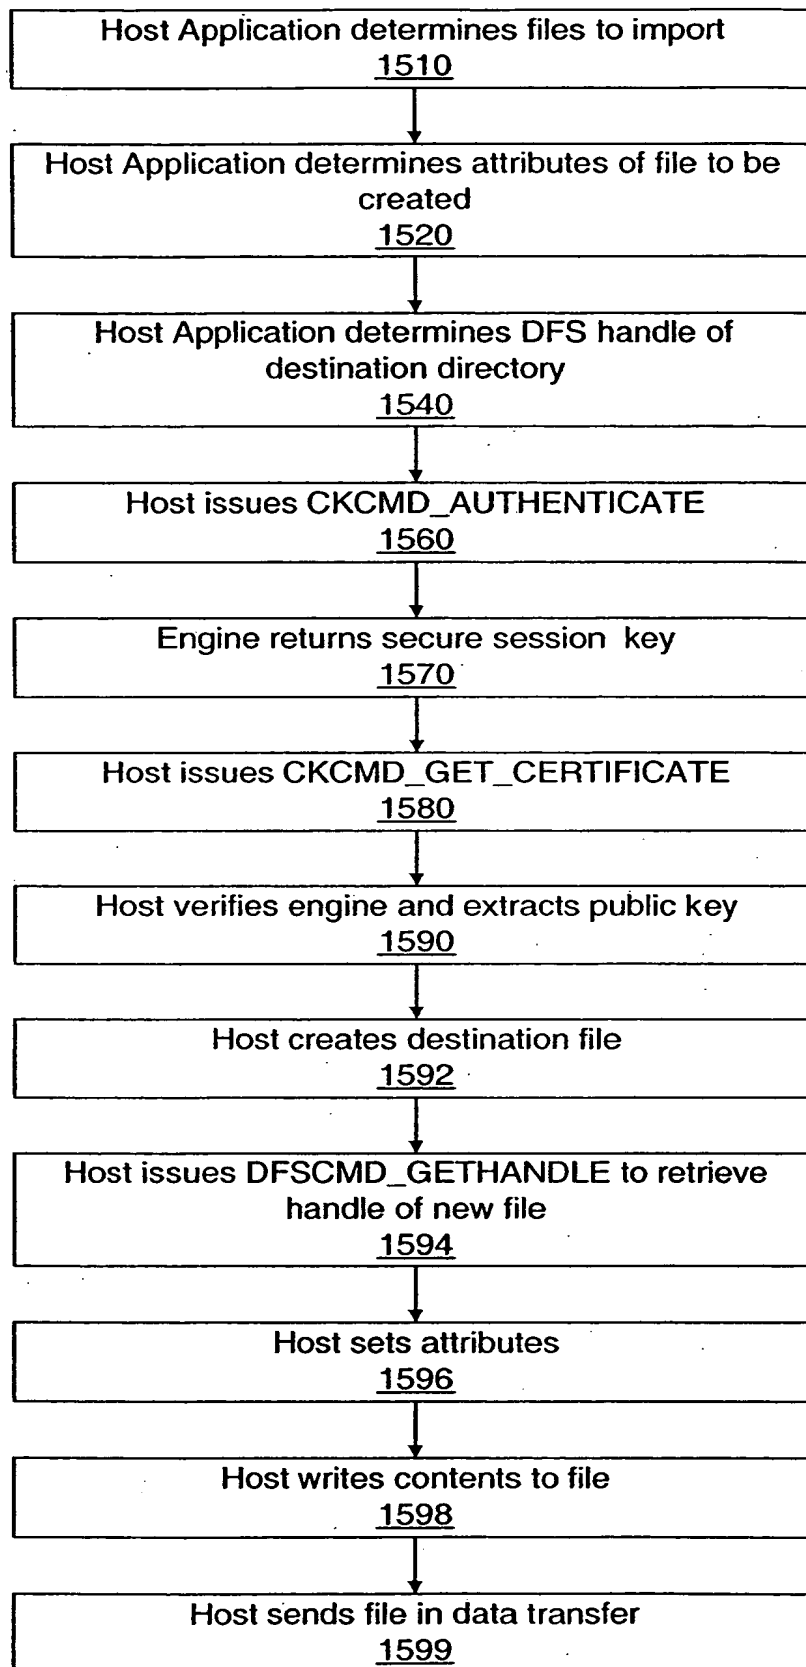 Host Application determines files to import
1510
Host Application determines attributes of file to be
created
1520
Host Application determines DFS handle of
destination directory
1540
Host issues CKCMD_AUTHENTICATE
1560
Engine returns secure session key
1570
Host issues CKCMD_GET_CERTIFICATE
1580
Host verifies engine and extracts public key
1590
Host creates destination file
1592
Host issues DFSCMD_GETHANDLE to retrieve
handle of new file
1594
Host sets attributes
1596
Host writes contents to file
1598
Host sends file in data transfer
1599